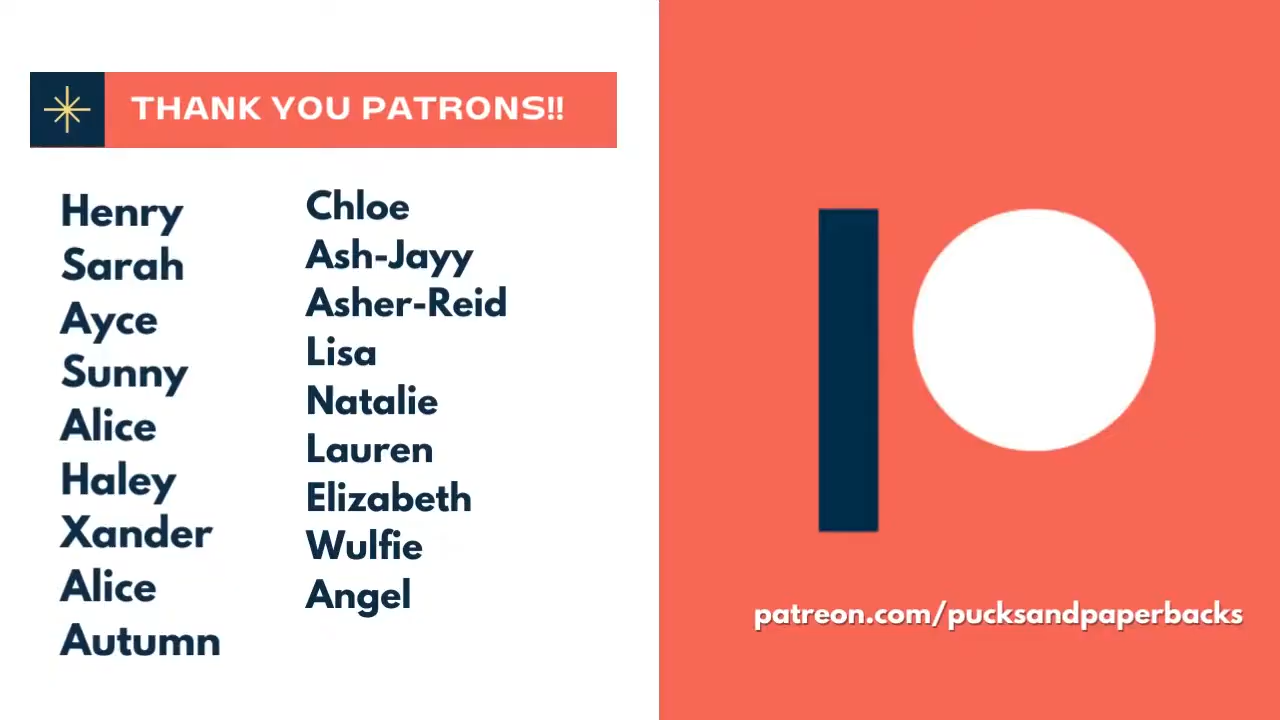 THANK YOU PATRONS!!
Henry
Sarah
Ayce
Sunny
Alice
Haley
Xander
Alice
Autumn
Chloe
Ash-Jayy
Asher-Reid
Lisa
Natalie
Lauren
Elizabeth
Wulfie
Angel
patreon.com/pucksandpaperbacks